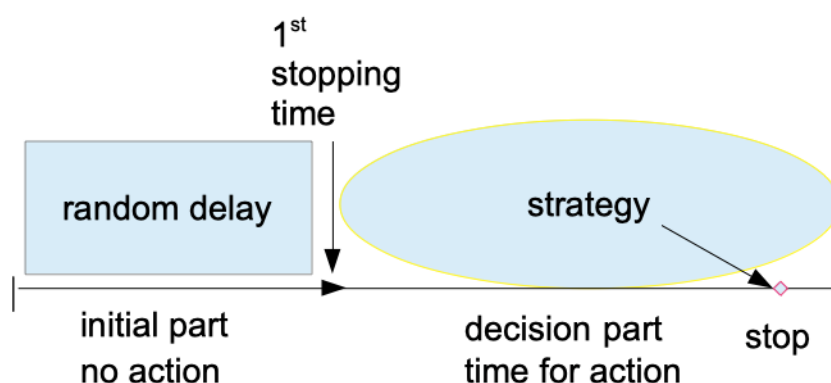 1st
stopping
time
random delay
strategy
initial part
no action
decision part
time for action
stop